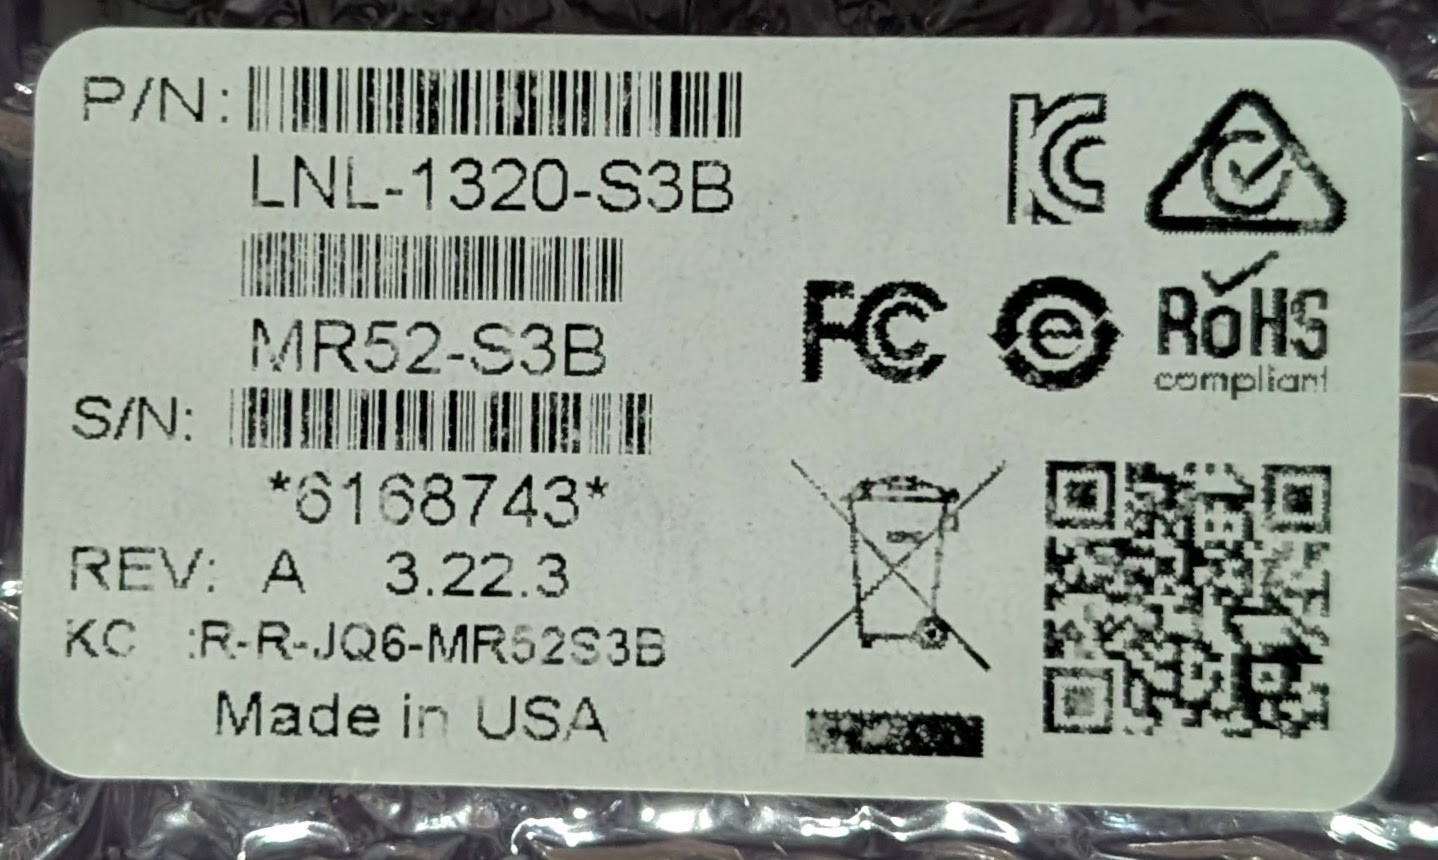 P/N:
LNL-1320-S3B
MR52-S3B
S/N:
*6168743*
REV: A 3.22.3
KC :R-R-JQ6-MR52S3B
Made in USA
KC
FC
e
RoHS
compliant